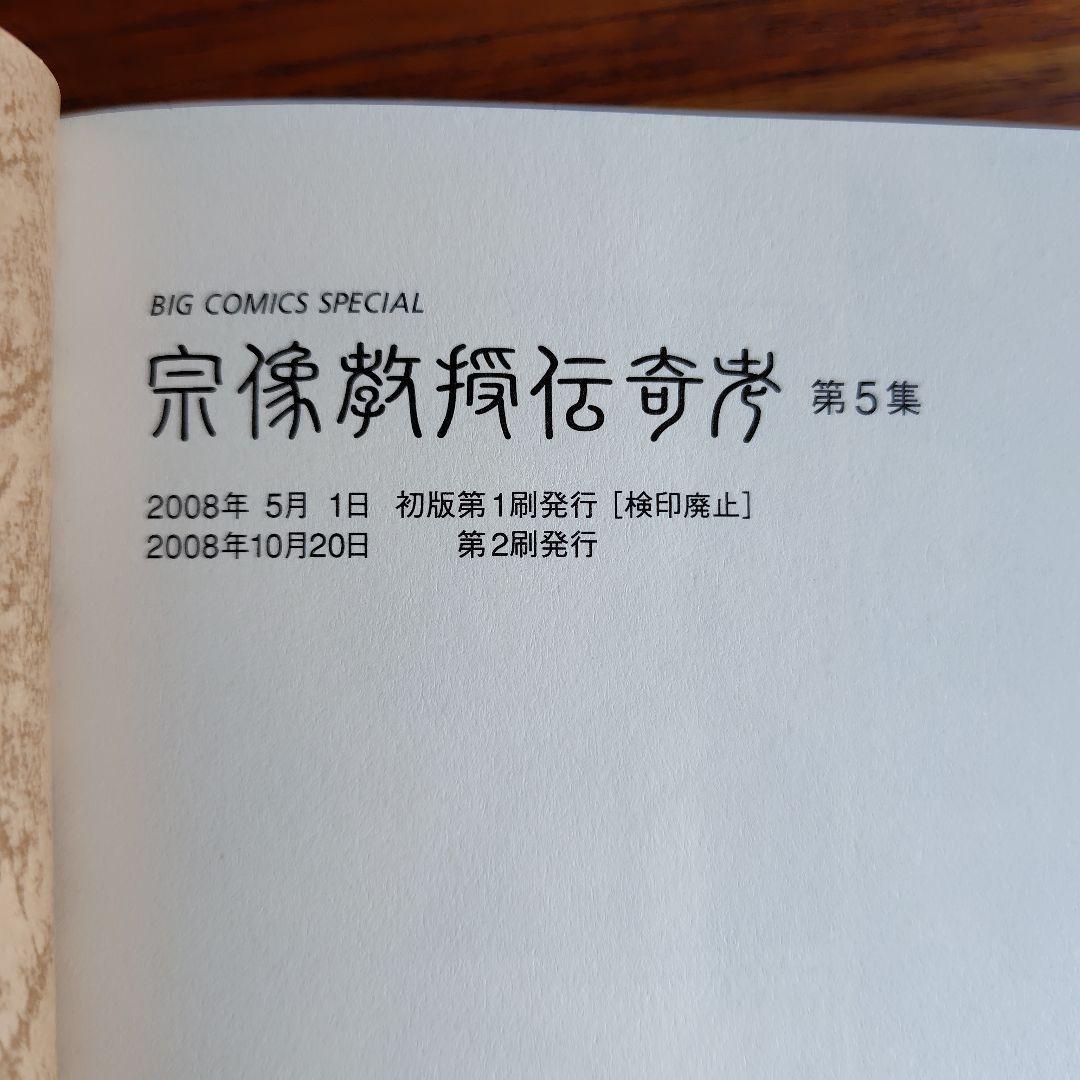 BIG COMICS SPECIAL
宗像教授伝奇考 第5集
2008年 5月 1日 初版第1刷発行 [検印廃止]
2008年10月20日 第2刷発行